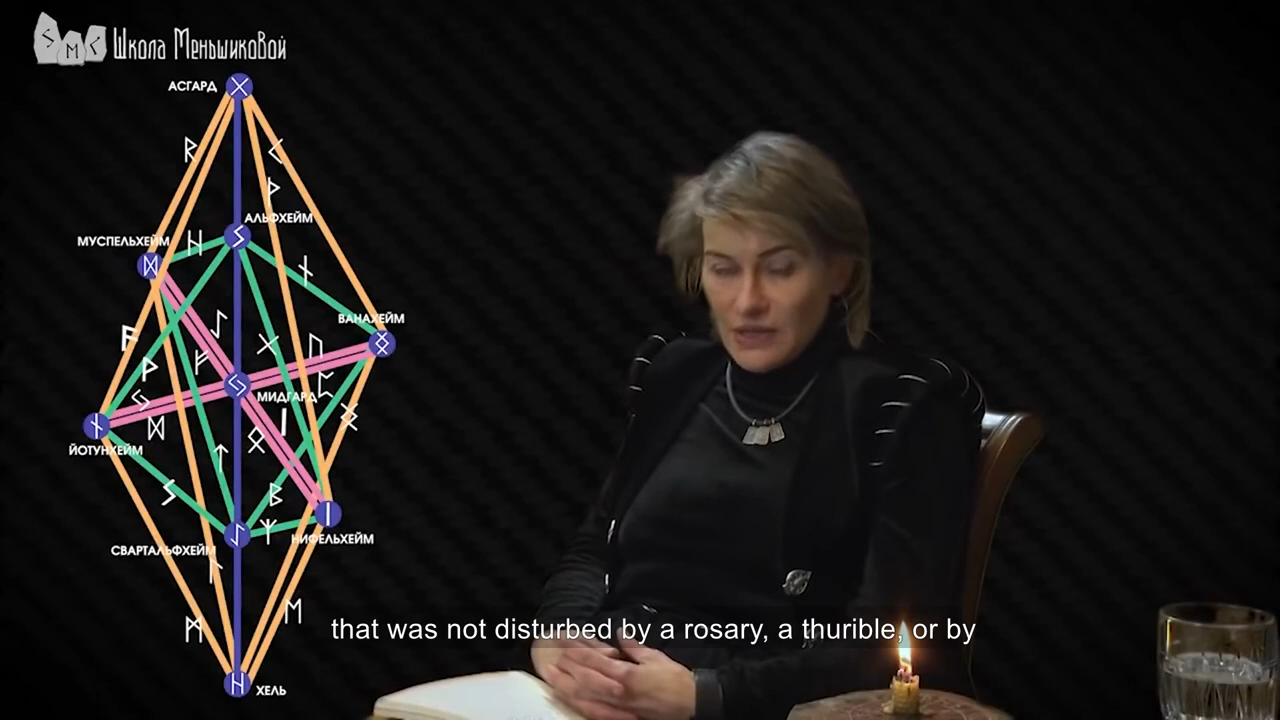 Школа Меньшиковой
АСГАРД
АЛЬФХЕЙМ
МУСПЕЛЬХЕЙМ
ВАНАХЕЙМ
МИДГАРД
ЙОТУНХЕЙМ
НИФЕЛЬХЕЙМ
СВАРТАЛЬФХЕЙМ
that was not disturbed by a rosary, a thurible, or by
ХЕЛЬ